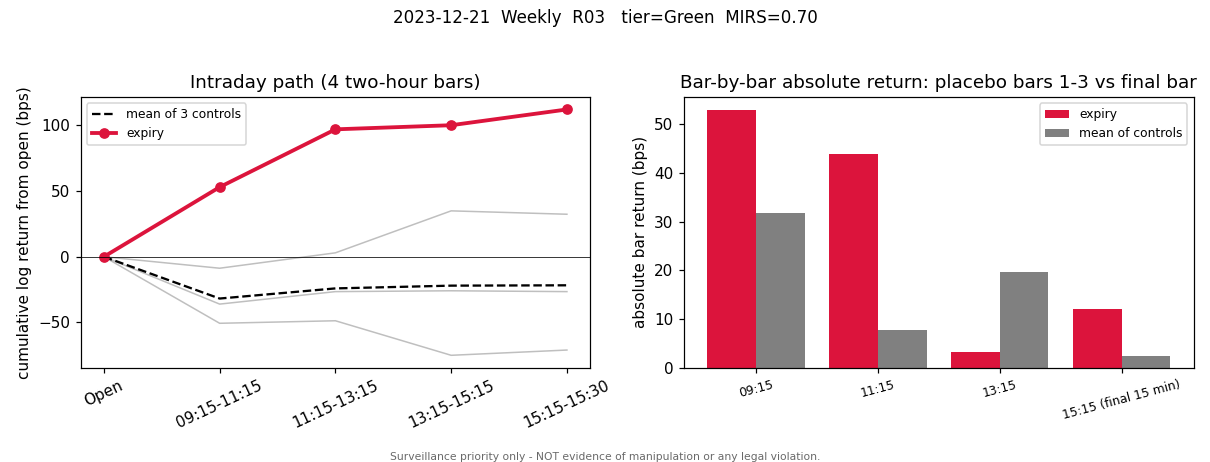 2023-12-21 Weekly R03 tier=Green MIRS=0.70
Intraday path (4 two-hour bars)
cumulative log return from open (bps)
100
50
0
−50
mean of 3 controls
expiry
Open
09:15-11:15
11:15-13:15
13:15-15:15
15:15-15:30
Bar-by-bar absolute return: placebo bars 1-3 vs final bar
absolute bar return (bps)
50
40
30
20
10
0
expiry
mean of controls
09:15
11:15
13:15
15:15 (final 15 min)
Surveillance priority only - NOT evidence of manipulation or any legal violation.